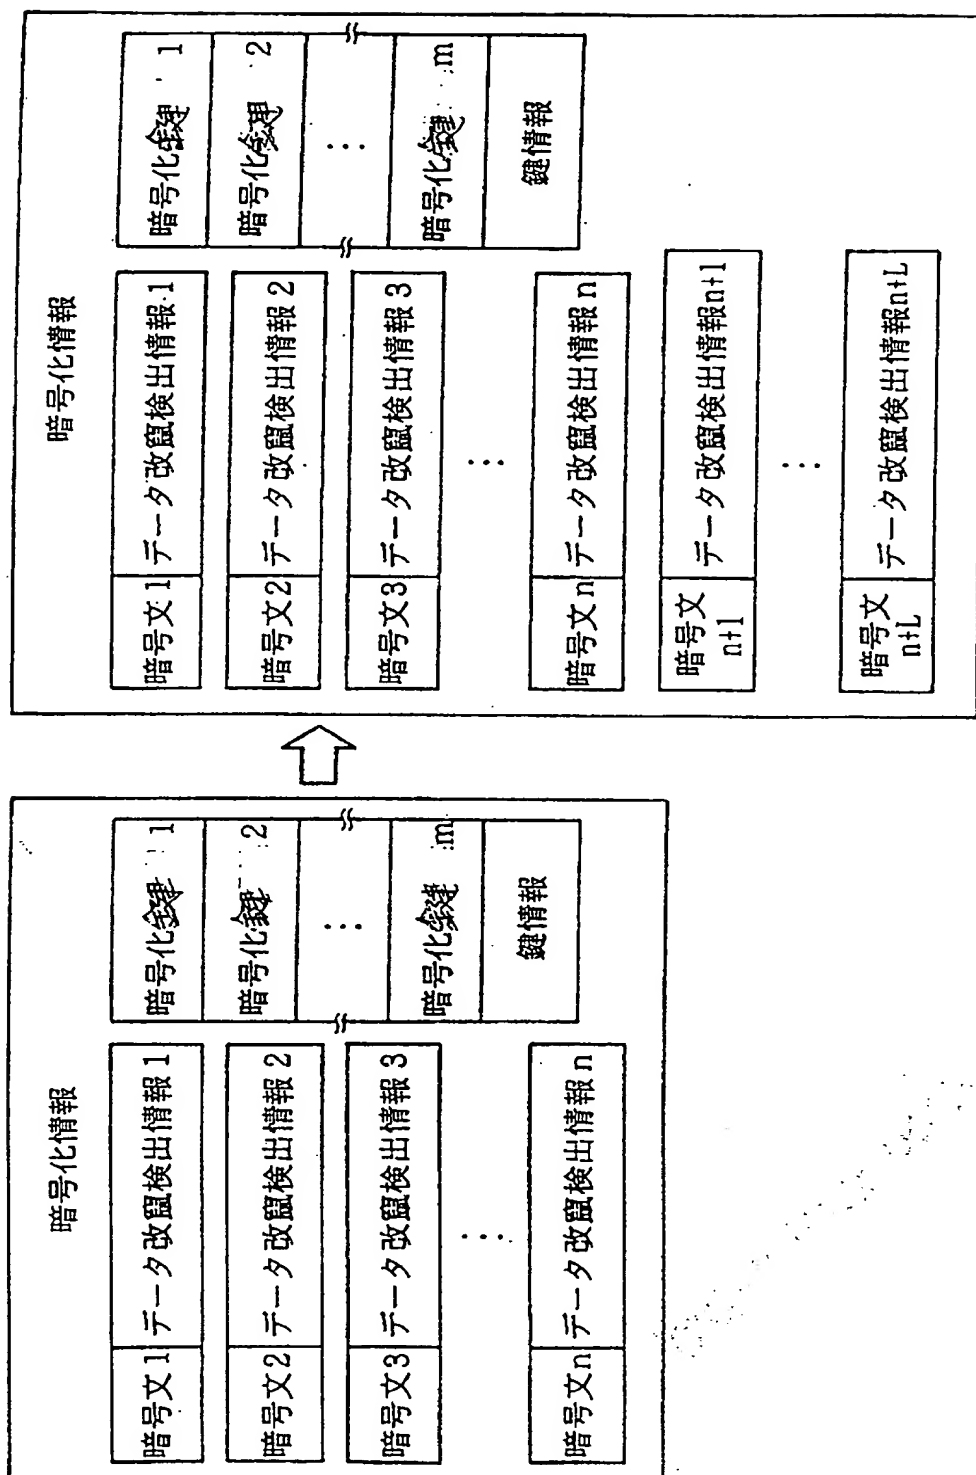 暗号化情報
暗号文1 データ改竄検出情報1
暗号文2 データ改竄検出情報2
暗号文3 データ改竄検出情報3
…
暗号文n データ改竄検出情報n
暗号化鍵 1
暗号化鍵 2
…
暗号化鍵 m
鍵情報
暗号化情報
暗号文1 データ改竄検出情報1
暗号文2 データ改竄検出情報2
暗号文3 データ改竄検出情報3
…
暗号文n データ改竄検出情報n
暗号文 データ改竄検出情報n+1
n+1
…
暗号文 データ改竄検出情報n+L
n+L
暗号化鍵 1
暗号化鍵 2
…
暗号化鍵 m
鍵情報